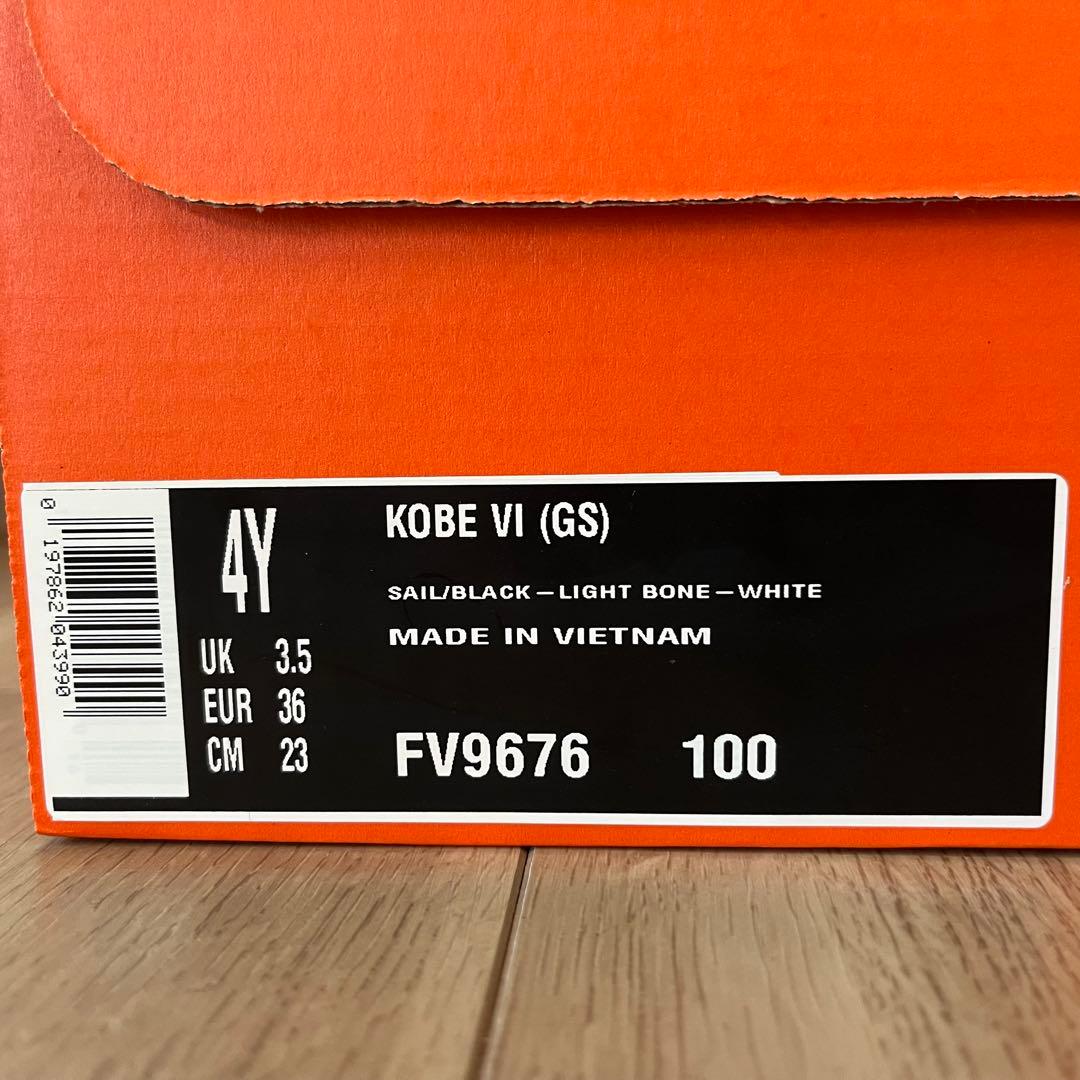 0 197862 043990
4Y
UK 3.5
EUR 36
CM 23
KOBE VI (GS)
SAIL/BLACK–LIGHT BONE–WHITE
MADE IN VIETNAM
FV9676 100